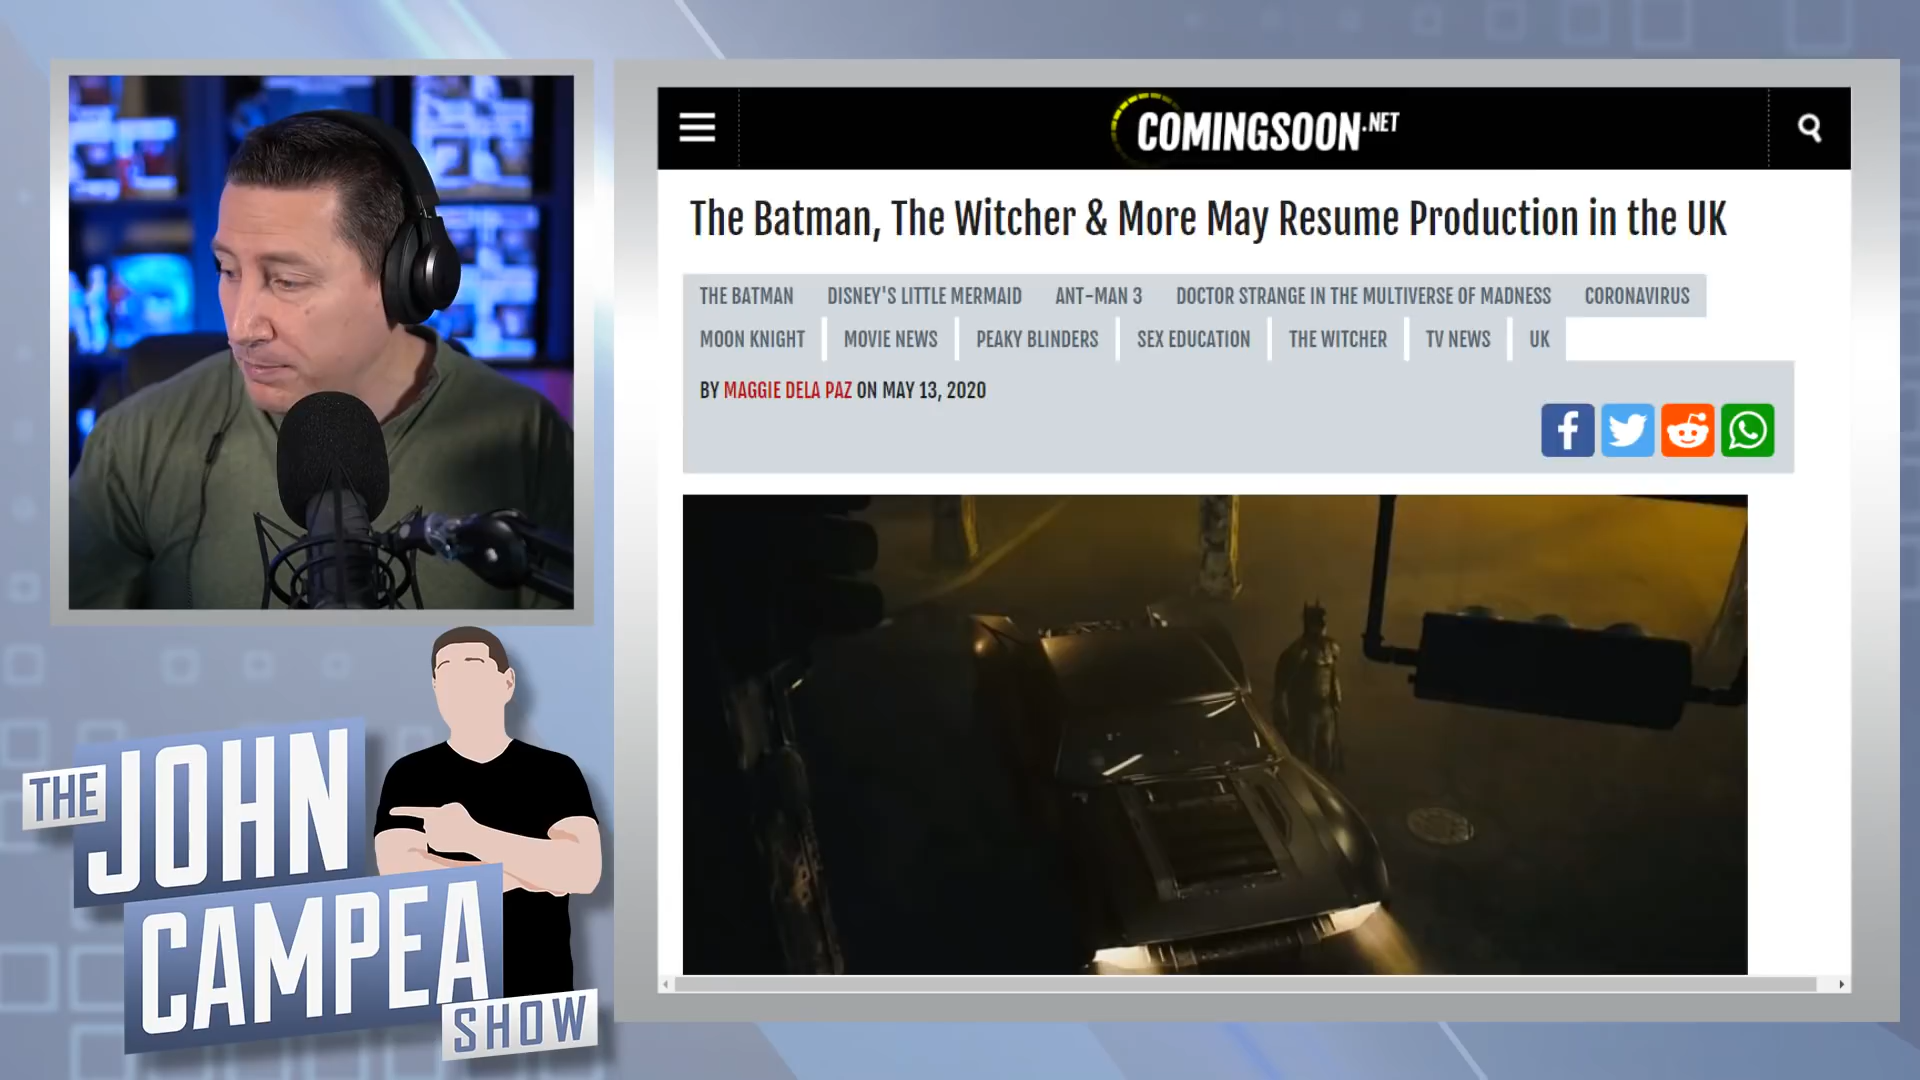 COMINGSOON.NET
The Batman, The Witcher & More May Resume Production in the UK
THE BATMAN DISNEY'S LITTLE MERMAID ANT-MAN 3 DOCTOR STRANGE IN THE MULTIVERSE OF MADNESS CORONAVIRUS
MOON KNIGHT MOVIE NEWS PEAKY BLINDERS SEX EDUCATION THE WITCHER TV NEWS UK
BY MAGGIE DELA PAZ ON MAY 13, 2020
THE
JOHN
CAMPEA
SHOW